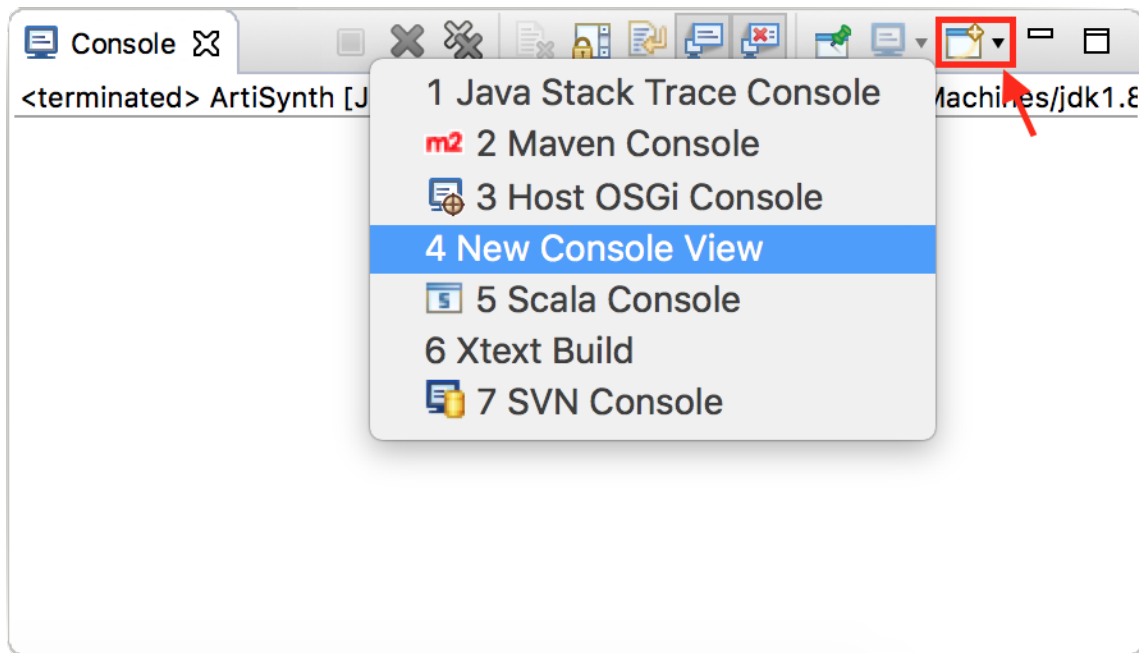 Console
<terminated> ArtiSynth [J Machines/jdk1.8
1 Java Stack Trace Console
m2 2 Maven Console
3 Host OSGi Console
4 New Console View
S 5 Scala Console
6 Xtext Build
7 SVN Console